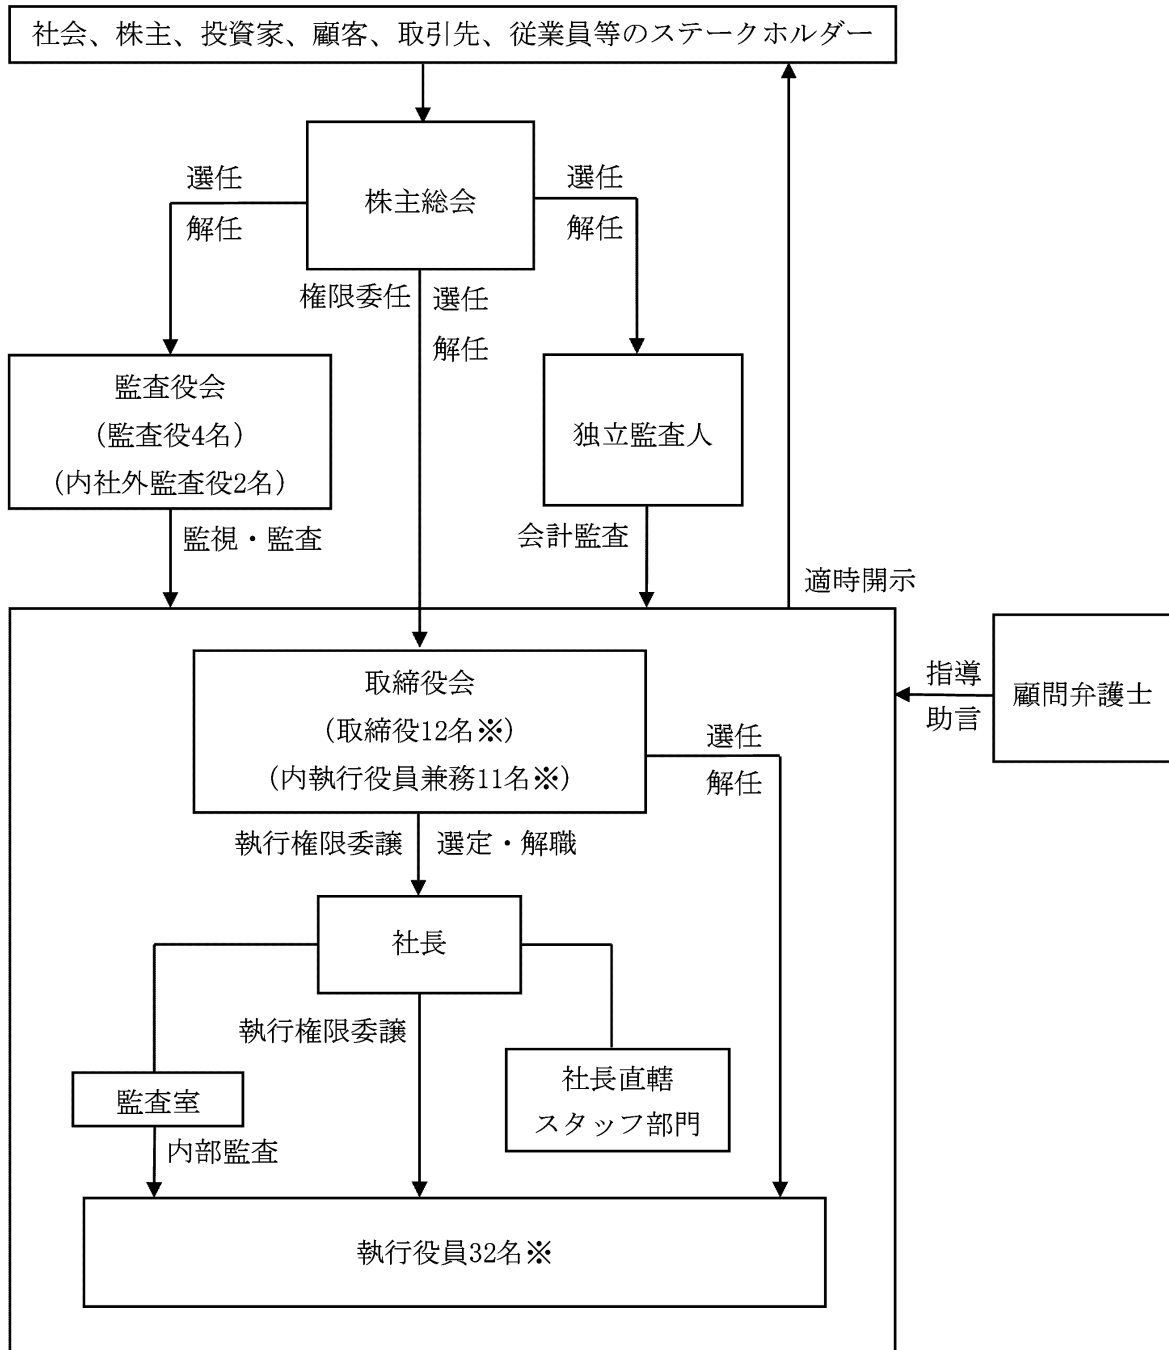 社会、株主、投資家、顧客、取引先、従業員等のステークホルダー
選任
解任
株主総会
選任
解任
権限委任
選任
解任
監査役会
(監査役4名)
(内社外監査役2名)
独立監査人
監視・監査
会計監査
適時開示
取締役会
(取締役12名※)
(内執行役員兼務11名※)
選任
解任
指導
助言
顧問弁護士
執行権限委譲
選定・解職
社長
執行権限委譲
監査室
社長直轄
スタッフ部門
内部監査
執行役員32名※